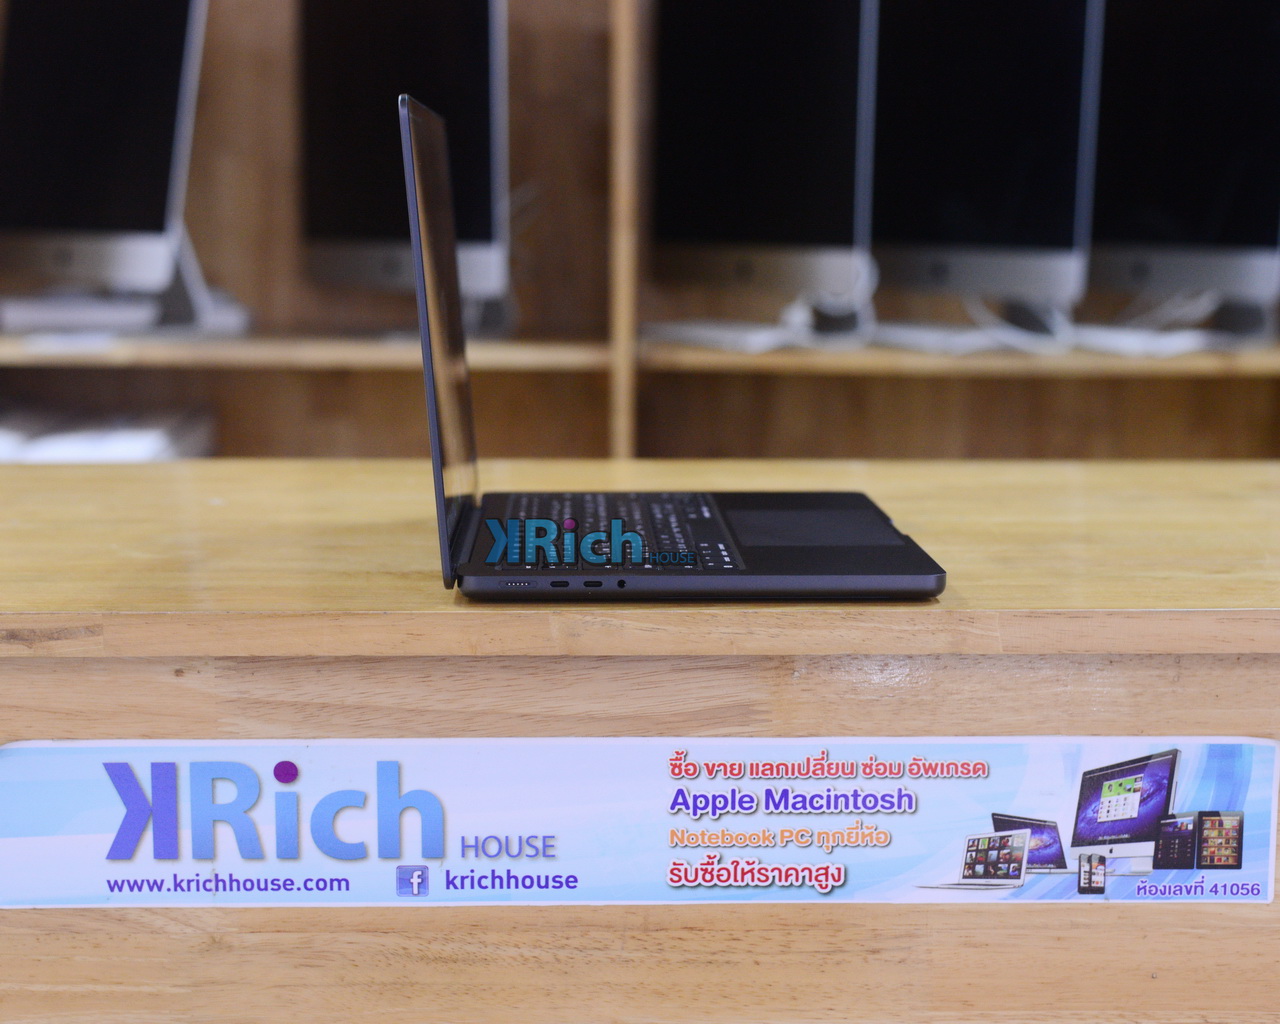 KRich HOUSE
KRich HOUSE
www.krichhouse.com
f krichhouse
ซื้อ ขาย แลกเปลี่ยน ซ่อม อัพเกรด
Apple Macintosh
Notebook PC ทุกยี่ห้อ
รับซื้อให้ราคาสูง
ห้องเลขที่ 41056